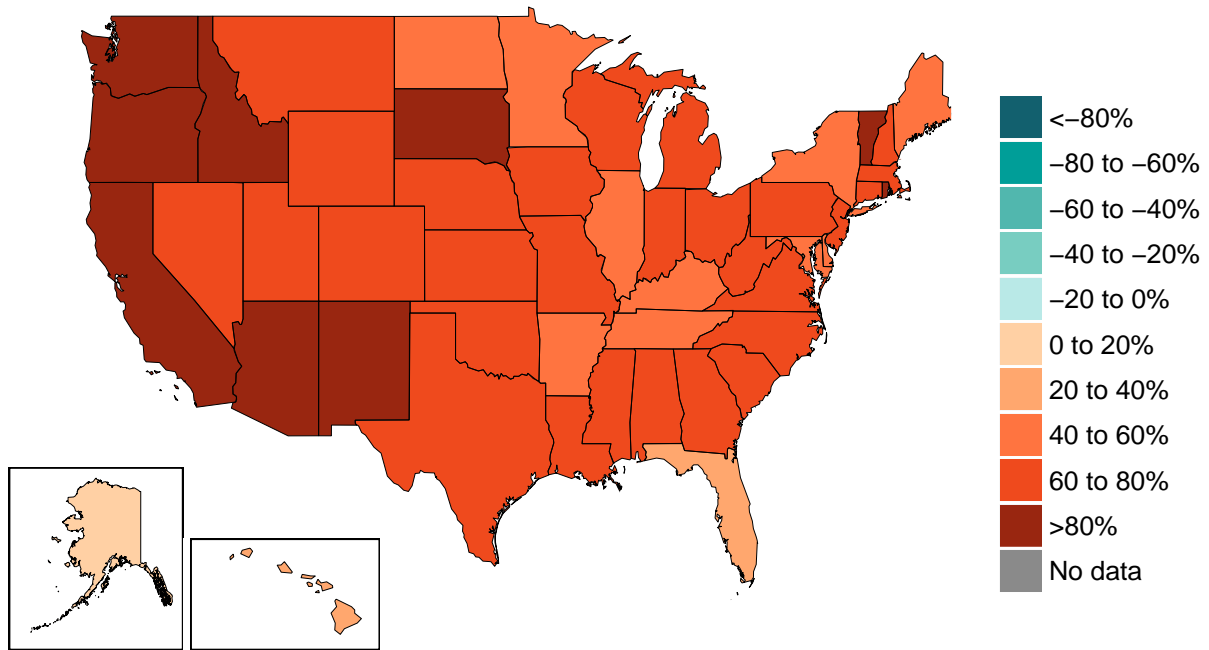 <−80%
−80 to −60%
−60 to −40%
−40 to −20%
−20 to 0%
0 to 20%
20 to 40%
40 to 60%
60 to 80%
>80%
No data